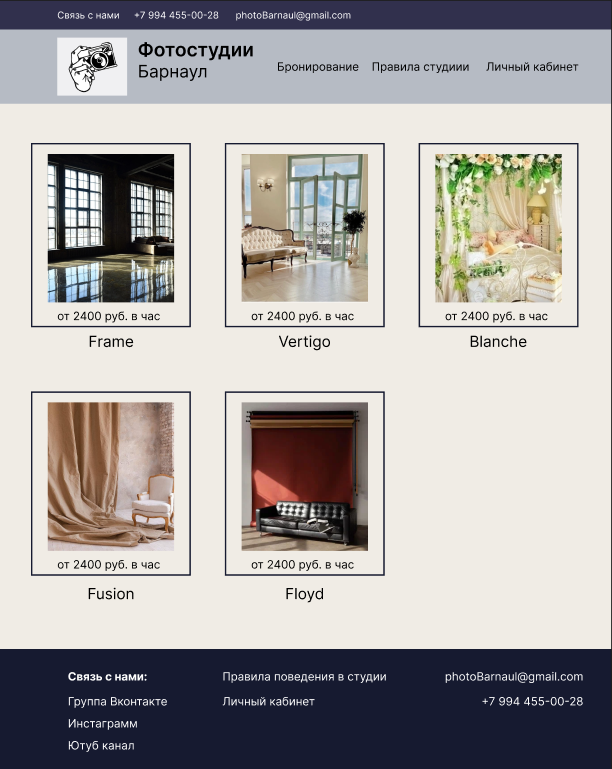 Связь с нами +7 994 455-00-28 photoBarnaul@gmail.com
Фотостудии
Барнаул
Бронирование Правила студиии Личный кабинет
от 2400 руб. в час от 2400 руб. в час от 2400 руб. в час
Frame Vertigo Blanche
от 2400 руб. в час от 2400 руб. в час
Fusion Floyd
Связь с нами: Правила поведения в студии photoBarnaul@gmail.com
Группа Вконтакте Личный кабинет +7 994 455-00-28
Инстаграмм
Ютуб канал